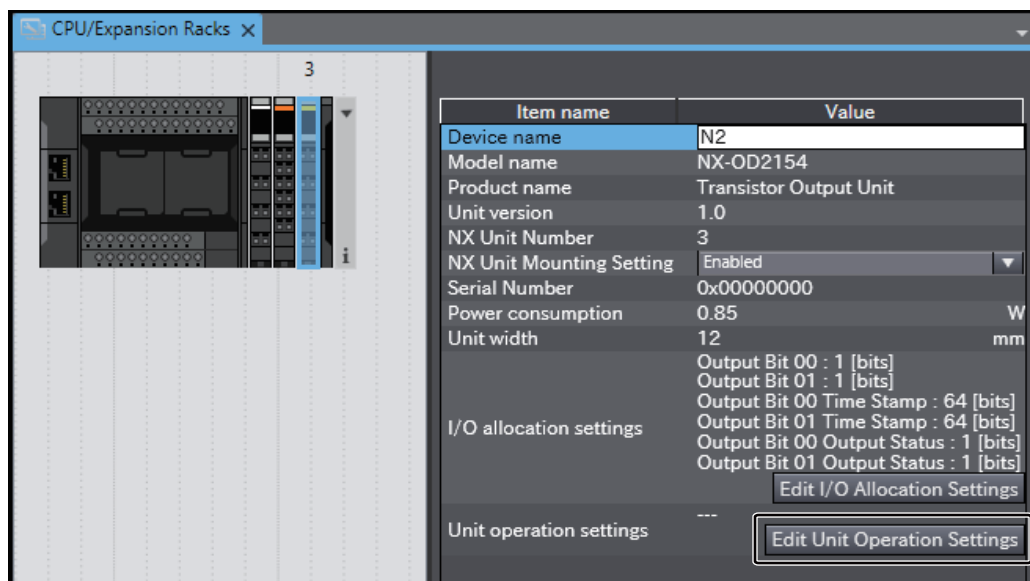 CPU/Expansion Racks
3
i
Item name Value
Device name N2
Model name NX-OD2154
Product name Transistor Output Unit
Unit version 1.0
NX Unit Number 3
NX Unit Mounting Setting Enabled
Serial Number 0x00000000
Power consumption 0.85 W
Unit width 12 mm
I/O allocation settings
Output Bit 00 : 1 [bits]
Output Bit 01 : 1 [bits]
Output Bit 00 Time Stamp : 64 [bits]
Output Bit 01 Time Stamp : 64 [bits]
Output Bit 00 Output Status : 1 [bits]
Output Bit 01 Output Status : 1 [bits]
Edit I/O Allocation Settings
Unit operation settings ---
Edit Unit Operation Settings